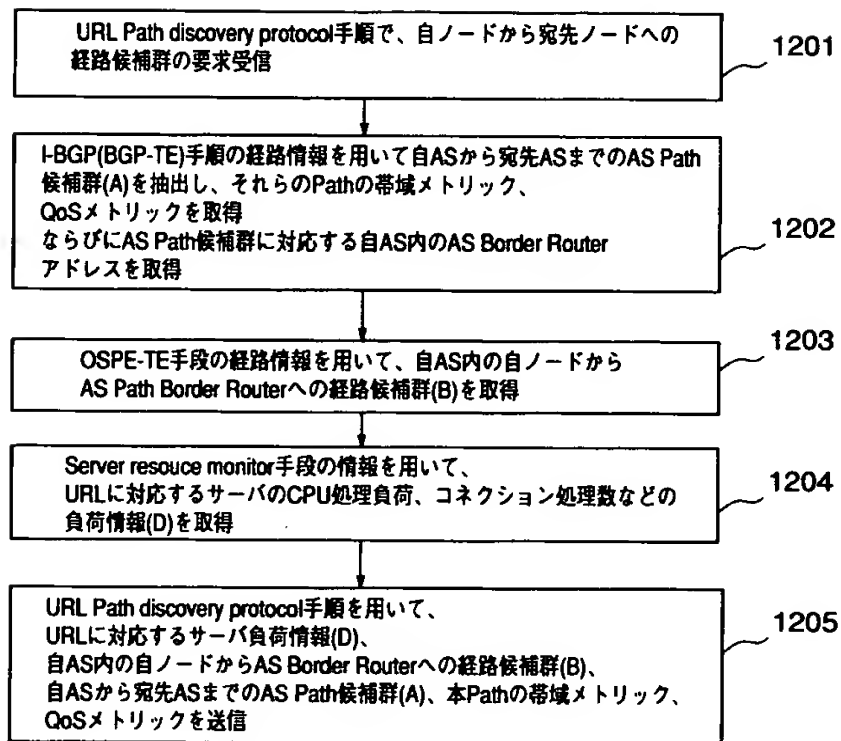 URL Path discovery protocol手順で、自ノードから宛先ノードへの
経路候補群の要求受信
1201
I-BGP(BGP-TE)手順の経路情報を用いて自ASから宛先ASまでのAS Path
候補群(A)を抽出し、それらのPathの帯域メトリック、
QoSメトリックを取得
ならびにAS Path候補群に対応する自AS内のAS Border Router
アドレスを取得
1202
OSPE-TE手段の経路情報を用いて、自AS内の自ノードから
AS Path Border Routerへの経路候補群(B)を取得
1203
Server resouce monitor手段の情報を用いて、
URLに対応するサーバのCPU処理負荷、コネクション処理数などの
負荷情報(D)を取得
1204
URL Path discovery protocol手順を用いて、
URLに対応するサーバ負荷情報(D)、
自AS内の自ノードからAS Border Routerへの経路候補群(B)、
自ASから宛先ASまでのAS Path候補群(A)、本Pathの帯域メトリック、
QoSメトリックを送信
1205